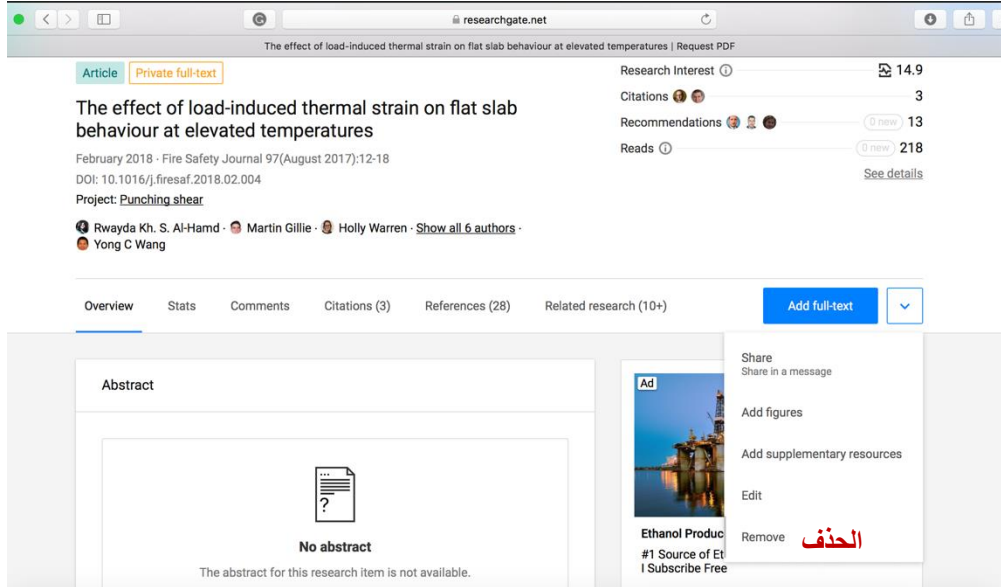 researchgate.net
The effect of load-induced thermal strain on flat slab behaviour at elevated temperatures | Request PDF
Article
Private full-text
The effect of load-induced thermal strain on flat slab
behaviour at elevated temperatures
February 2018 · Fire Safety Journal 97(August 2017):12-18
DOI: 10.1016/j.firesaf.2018.02.004
Project: Punching shear
Rwayda Kh. S. Al-Hamd · Martin Gillie · Holly Warren · Show all 6 authors ·
Yong C Wang
Research Interest 14.9
Citations 3
Recommendations 0 new 13
Reads 0 new 218
See details
Overview Stats Comments Citations (3) References (28) Related research (10+)
Add full-text
Share
Share in a message
Add figures
Add supplementary resources
Edit
Remove الحذف
Abstract
?
No abstract
The abstract for this research item is not available.
Ad
Ethanol Produc
#1 Source of Et
I Subscribe Free